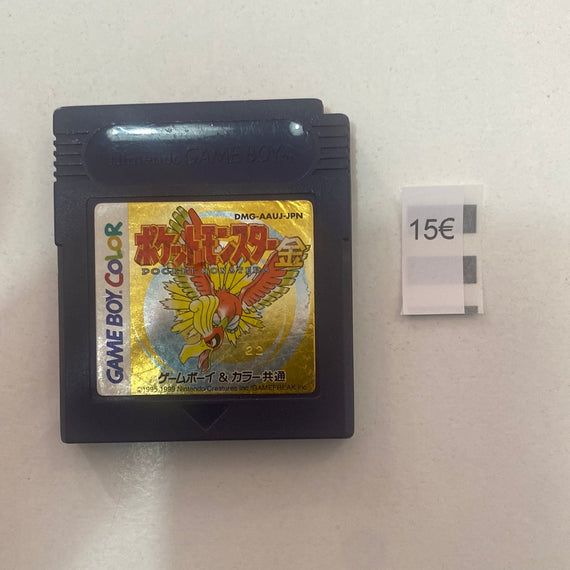 Nintendo GAME BOY™
DMG-AAUJ-JPN
ポケットモンスター金
POCKET MONSTERS
GAME BOY COLOR
22
ゲームボーイ & カラー共通
©1995,1999 Nintendo/Creatures inc./GAMEFREAK inc.
15€